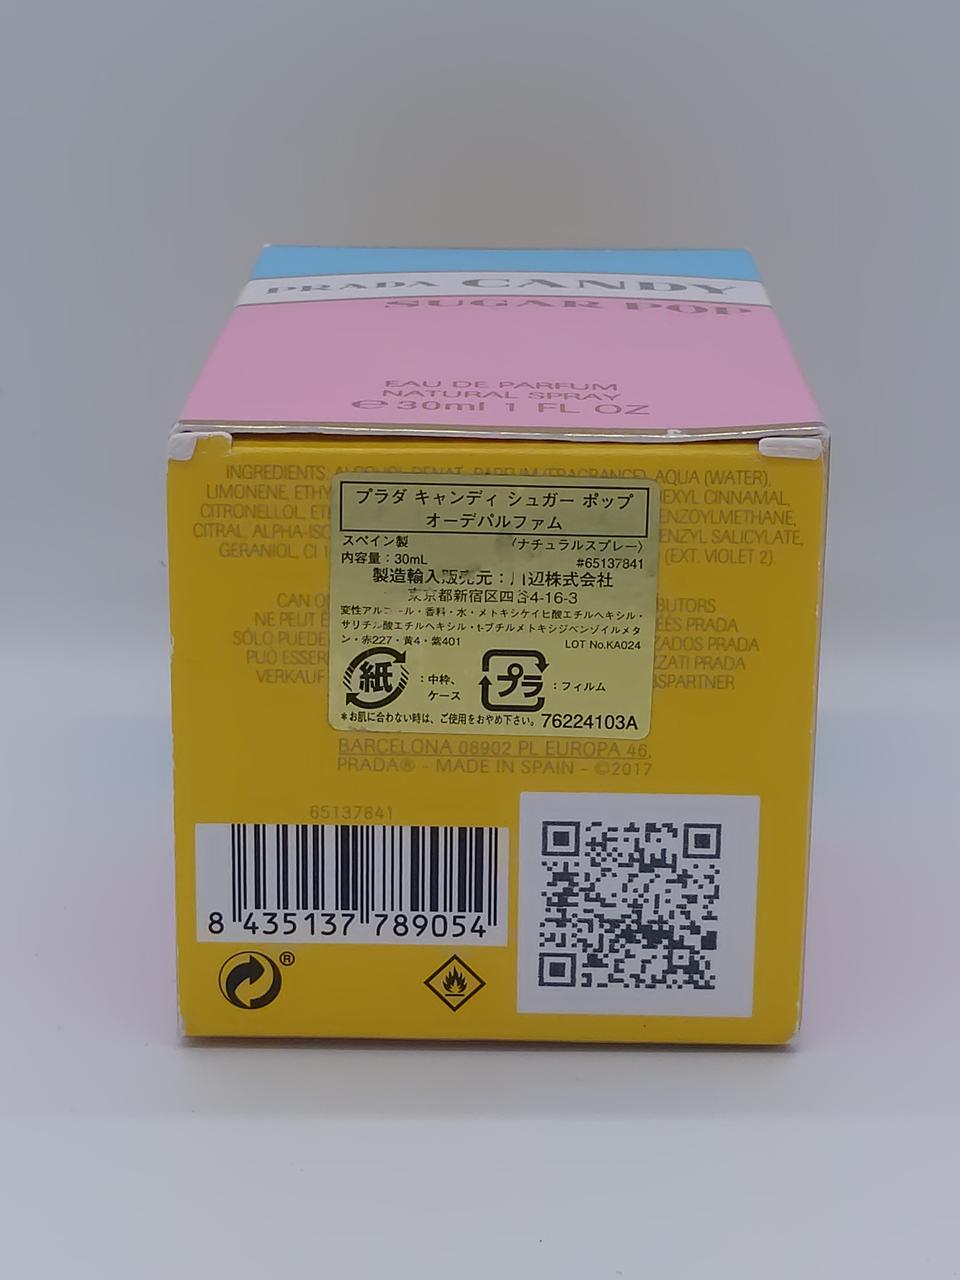 PRADA CANDY
SUGAR POP
EAU DE PARFUM
NATURAL SPRAY
℮ 30ml 1 FL OZ
INGREDIENTS: ALCOHOL DENAT., PARFUM (FRAGRANCE), AQUA (WATER),
LIMONENE, ETHY HEXYL CINNAMAL,
CITRONELLOL, ET BENZOYLMETHANE,
CITRAL, ALPHA-ISO BENZYL SALICYLATE,
GERANIOL, CI 1 (EXT. VIOLET 2).
プラダ キャンディ シュガー ポップ
オーデパルファム
スペイン製 〈ナチュラルスプレー〉
内容量:30mL #65137841
製造輸入販売元:川辺株式会社
東京都新宿区四谷4-16-3
変性アルコール・香料・水・メトキシケイヒ酸エチルヘキシル・
サリチル酸エチルヘキシル・t-ブチルメトキシジベンゾイルメタ
ン・赤227・黄4・紫401 LOT No.KA024
紙 :中枠、
ケース
プラ :フィルム
*お肌に合わない時は、ご使用をおやめ下さい。 76224103A
CAN O BUTORS
NE PEUT Ê ÉÉS PRADA
SÓLO PUEDE ZADOS PRADA
PUÒ ESSER ZZATI PRADA
VERKAUF SPARTNER
BARCELONA 08902 PL EUROPA 46.
PRADA® - MADE IN SPAIN - ©2017
65137841
8 435137 789054
®